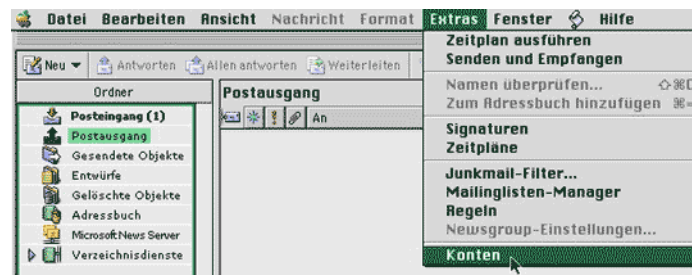 Datei Bearbeiten Ansicht Nachricht Format Extras Fenster Hilfe
Neu Antworten Allen antworten Weiterleiten
Ordner
Posteingang (1)
Postausgang
Gesendete Objekte
Entwürfe
Gelöschte Objekte
Adressbuch
Microsoft News Server
Verzeichnisdienste
Postausgang
An
Zeitplan ausführen
Senden und Empfangen
Namen überprüfen...
Zum Adressbuch hinzufügen ⌘=
Signaturen
Zeitpläne
Junkmail-Filter...
Mailinglisten-Manager
Regeln
Newsgroup-Einstellungen...
Konten